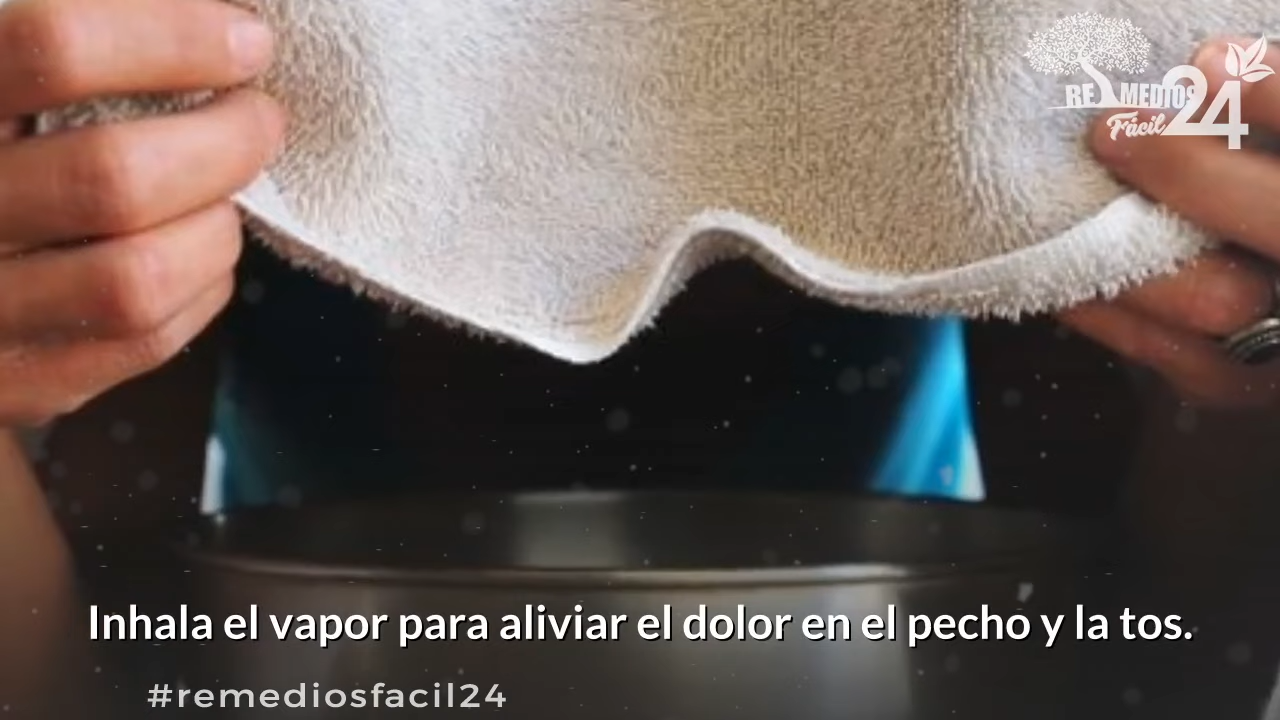 REMEDIOS
Fácil 24
Inhala el vapor para aliviar el dolor en el pecho y la tos.
#remediosfacil24